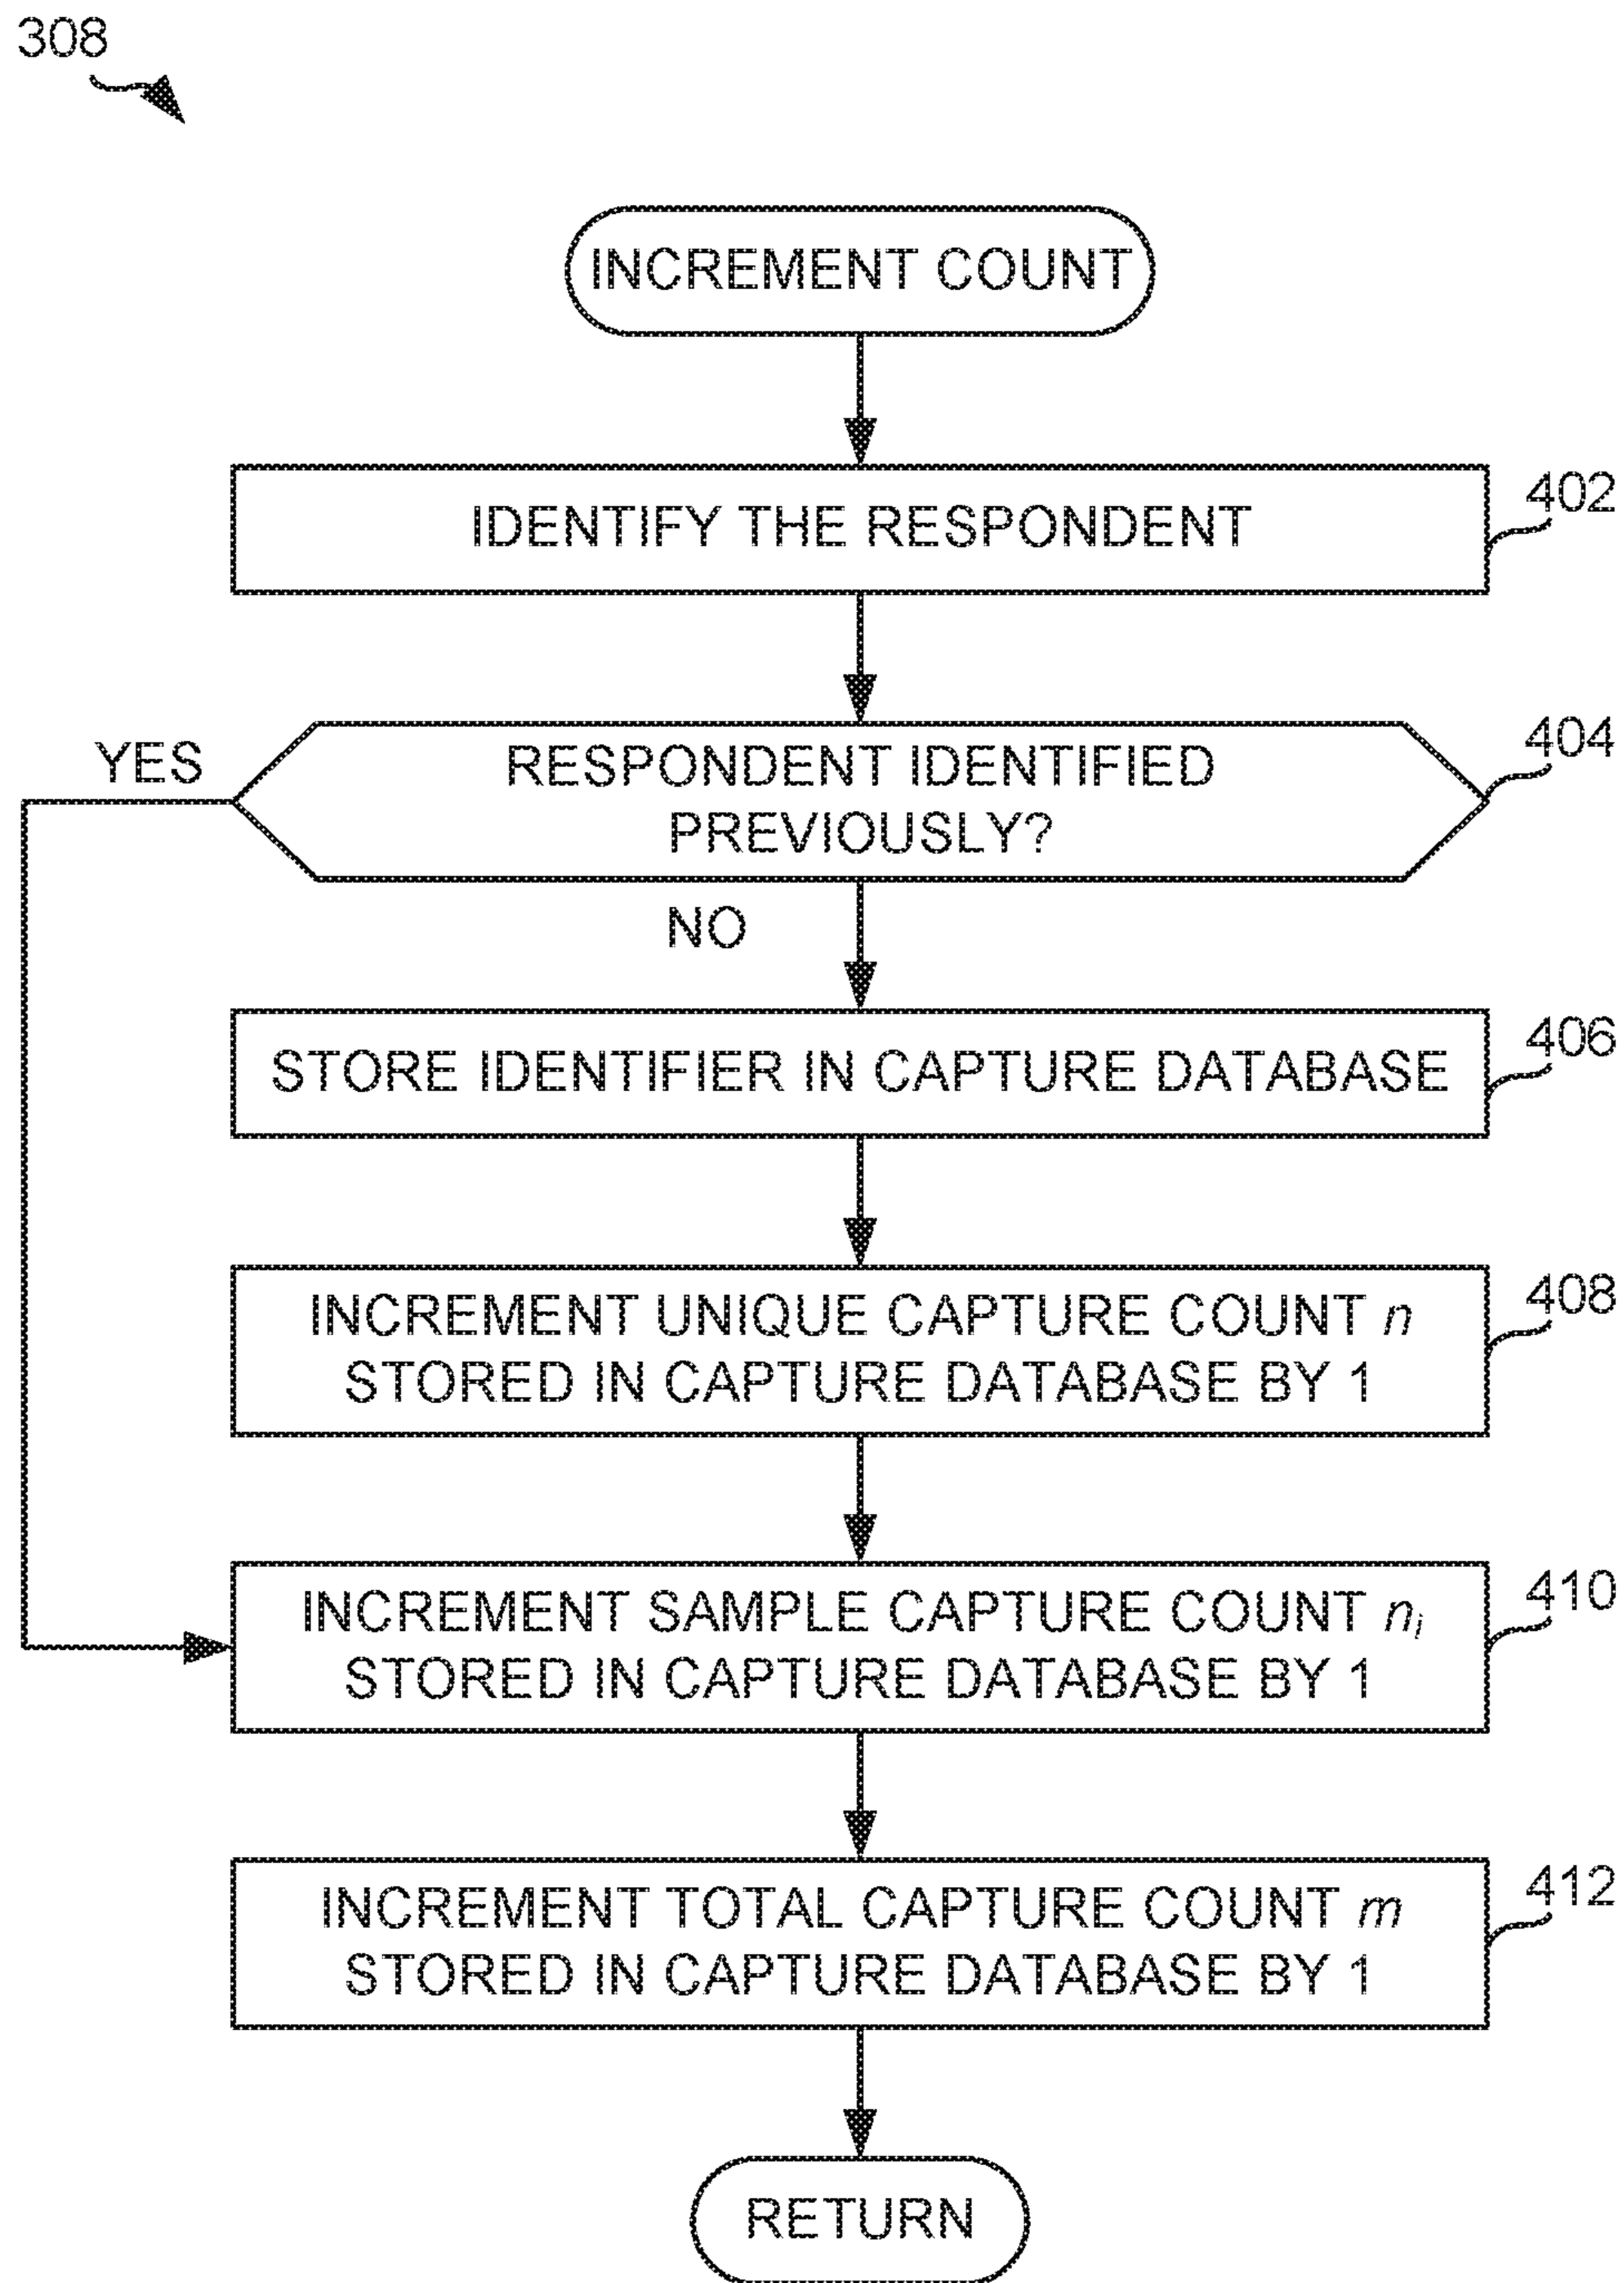 308
INCREMENT COUNT
IDENTIFY THE RESPONDENT
402
YES
RESPONDENT IDENTIFIED
PREVIOUSLY?
404
NO
STORE IDENTIFIER IN CAPTURE DATABASE
406
INCREMENT UNIQUE CAPTURE COUNT n
STORED IN CAPTURE DATABASE BY 1
408
INCREMENT SAMPLE CAPTURE COUNT nᵢ
STORED IN CAPTURE DATABASE BY 1
410
INCREMENT TOTAL CAPTURE COUNT m
STORED IN CAPTURE DATABASE BY 1
412
RETURN